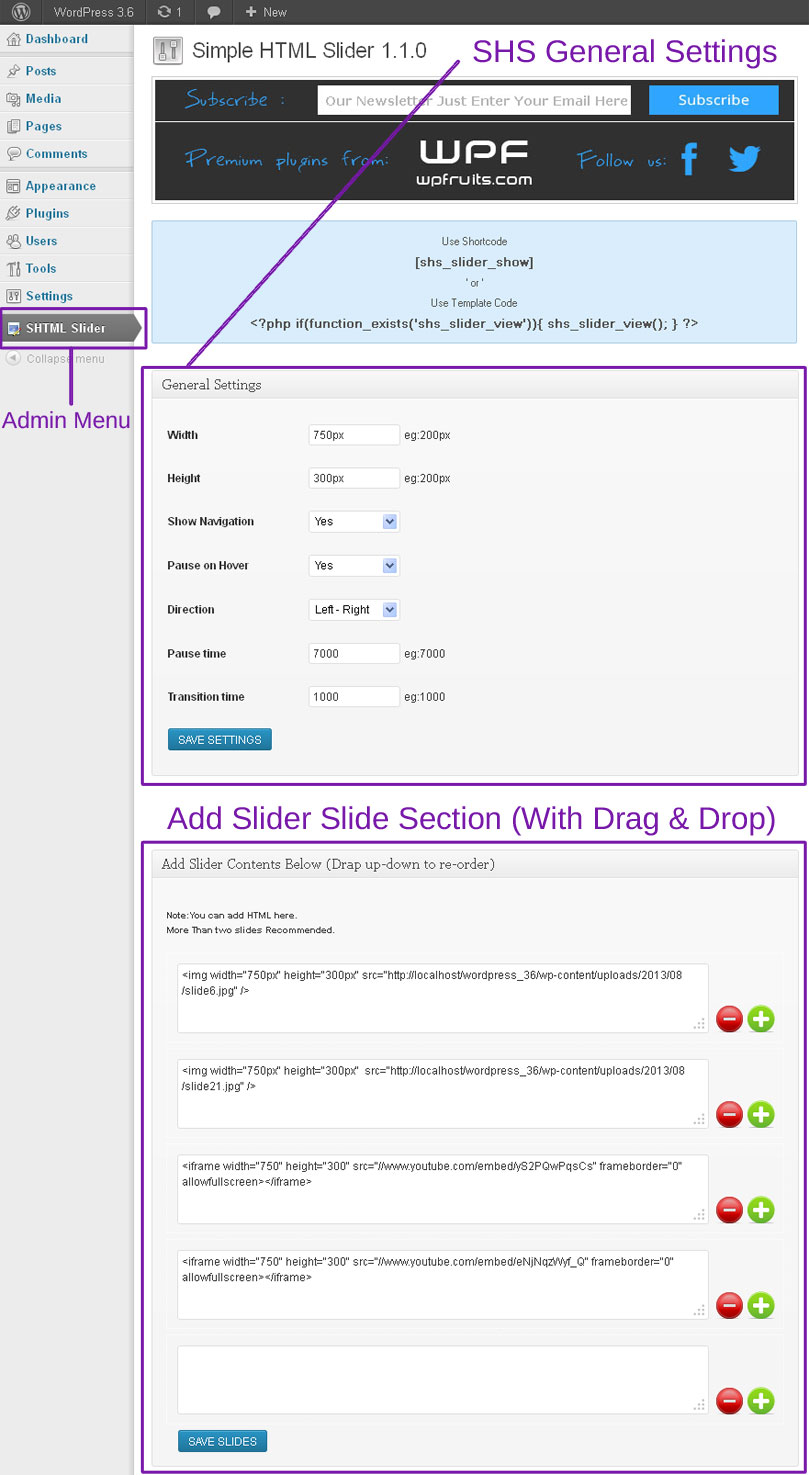 WordPress 3.6 1 + New
Dashboard
Posts
Media
Pages
Comments
Appearance
Plugins
Users
Tools
Settings
SHTML Slider
Collapse menu
Admin Menu
Simple HTML Slider 1.1.0
SHS General Settings
Subscribe :
Our Newsletter Just Enter Your Email Here
Subscribe
Premium plugins from:
WPF
wpfruits.com
Follow us:
Use Shortcode
[shs_slider_show]
' or '
Use Template Code
<?php if(function_exists('shs_slider_view')){ shs_slider_view(); } ?>
General Settings
Width 750px eg:200px
Height 300px eg:200px
Show Navigation Yes
Pause on Hover Yes
Direction Left - Right
Pause time 7000 eg:7000
Transition time 1000 eg:1000
SAVE SETTINGS
Add Slider Slide Section (With Drag & Drop)
Add Slider Contents Below (Drap up-down to re-order)
Note:You can add HTML here.
More Than two slides Recommended.
<img width="750px" height="300px" src="http://localhost/wordpress_36/wp-content/uploads/2013/08
/slide6.jpg" />
<img width="750px" height="300px" src="http://localhost/wordpress_36/wp-content/uploads/2013/08
/slide21.jpg" />
<iframe width="750" height="300" src="//www.youtube.com/embed/yS2PQwPqsCs" frameborder="0"
allowfullscreen></iframe>
<iframe width="750" height="300" src="//www.youtube.com/embed/eNjNqzWyf_Q" frameborder="0"
allowfullscreen></iframe>
SAVE SLIDES